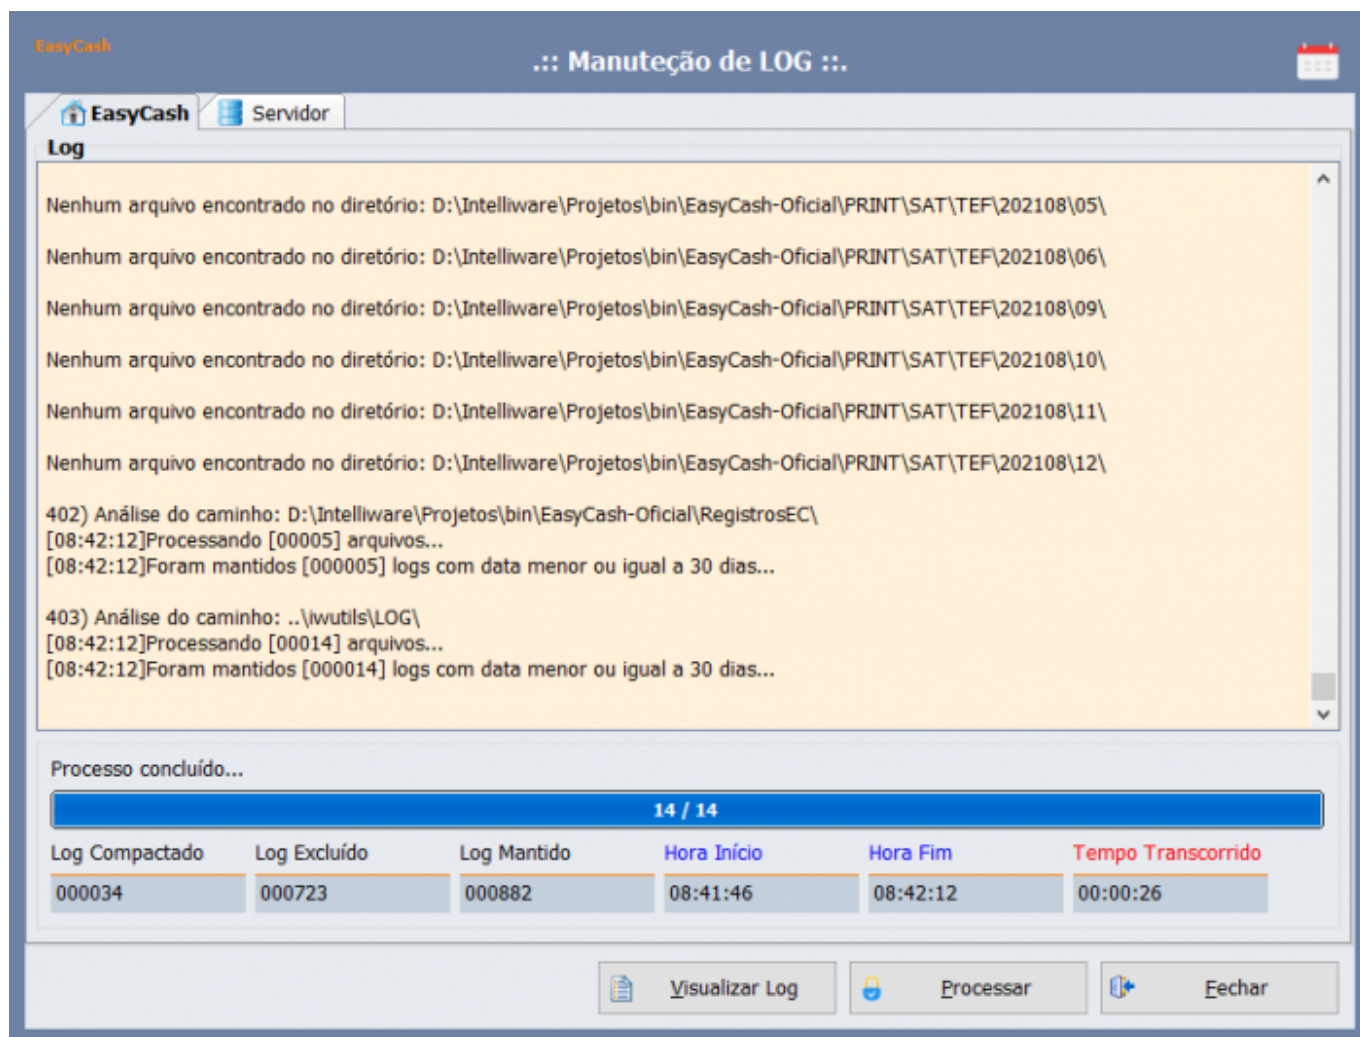 EasyCash
.:: Manuteção de LOG ::.
EasyCash
Servidor
Log
Nenhum arquivo encontrado no diretório: D:\Intelliware\Projetos\bin\EasyCash-Oficial\PRINT\SAT\TEF\202108\05\
Nenhum arquivo encontrado no diretório: D:\Intelliware\Projetos\bin\EasyCash-Oficial\PRINT\SAT\TEF\202108\06\
Nenhum arquivo encontrado no diretório: D:\Intelliware\Projetos\bin\EasyCash-Oficial\PRINT\SAT\TEF\202108\09\
Nenhum arquivo encontrado no diretório: D:\Intelliware\Projetos\bin\EasyCash-Oficial\PRINT\SAT\TEF\202108\10\
Nenhum arquivo encontrado no diretório: D:\Intelliware\Projetos\bin\EasyCash-Oficial\PRINT\SAT\TEF\202108\11\
Nenhum arquivo encontrado no diretório: D:\Intelliware\Projetos\bin\EasyCash-Oficial\PRINT\SAT\TEF\202108\12\
402) Análise do caminho: D:\Intelliware\Projetos\bin\EasyCash-Oficial\RegistrosEC\
[08:42:12]Processando [00005] arquivos...
[08:42:12]Foram mantidos [000005] logs com data menor ou igual a 30 dias...
403) Análise do caminho: ..\iwutils\LOG\
[08:42:12]Processando [00014] arquivos...
[08:42:12]Foram mantidos [000014] logs com data menor ou igual a 30 dias...
Processo concluído...
14 / 14
Log Compactado Log Excluído Log Mantido Hora Início Hora Fim Tempo Transcorrido
000034 000723 000882 08:41:46 08:42:12 00:00:26
Visualizar Log Processar Fechar